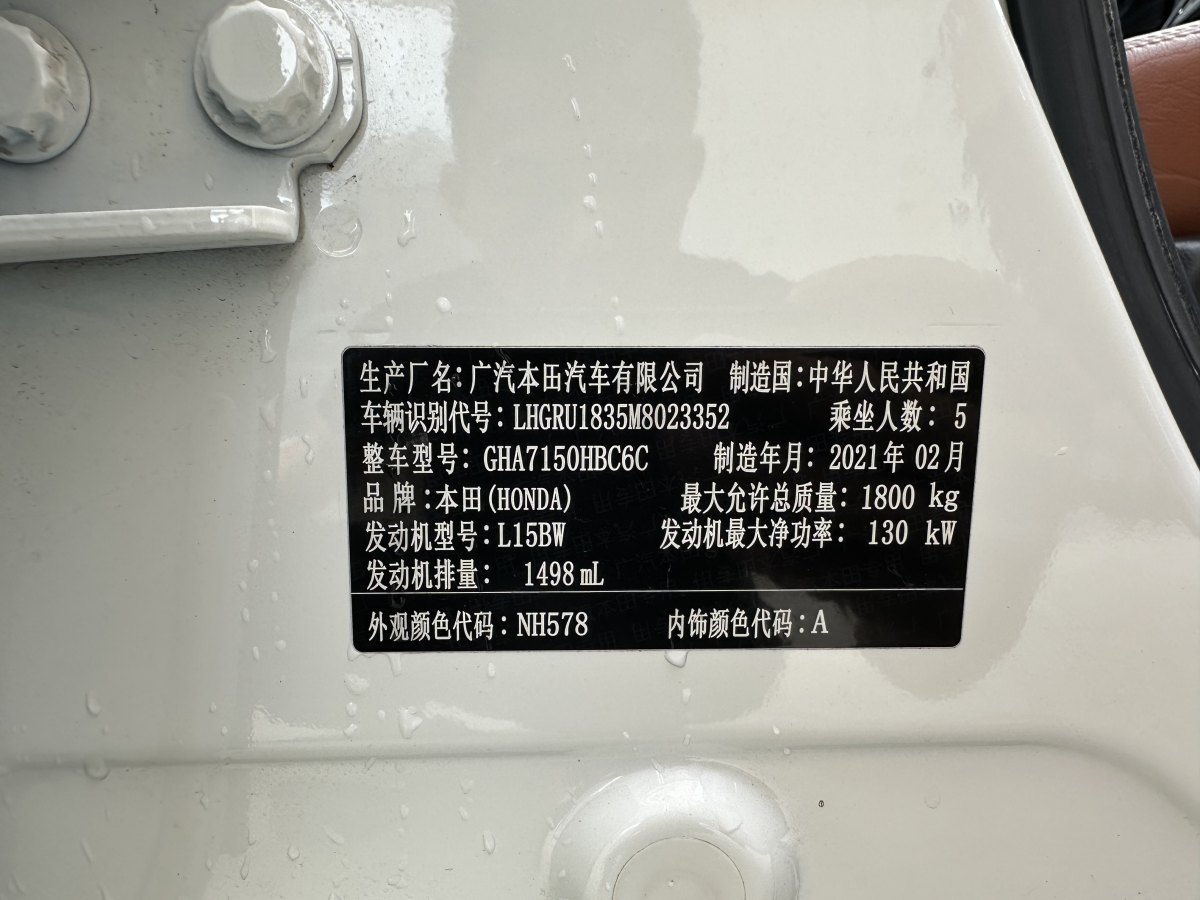 生产厂名:广汽本田汽车有限公司 制造国:中华人民共和国
车辆识别代号:LHGRU1835M8023352 乘坐人数: 5
整车型号: GHA7150HBC6C 制造年月: 2021年 02月
品 牌:本田(HONDA) 最大允许总质量: 1800 kg
发动机型号:L15BW 发动机最大净功率: 130 kW
发动机排量: 1498mL
外观颜色代码:NH578 内饰颜色代码:A